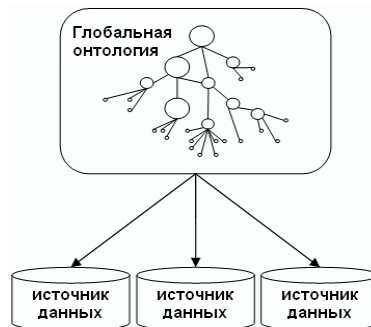 Глобальная
онтология
источник
данных
источник
данных
источник
данных